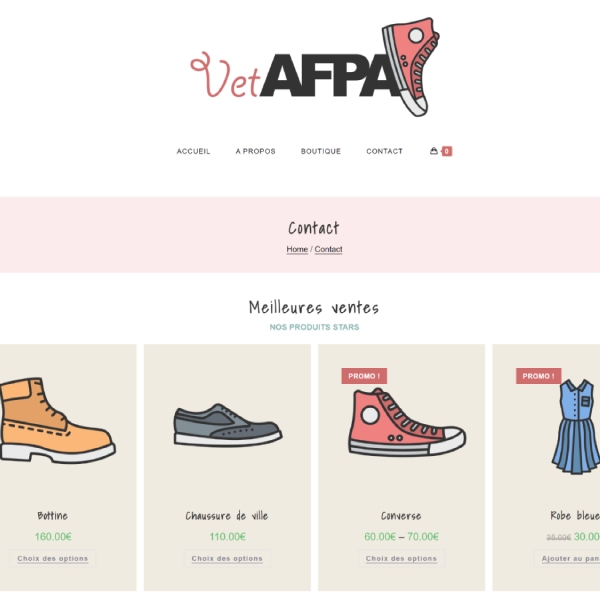 Vet AFPA
ACCUEIL A PROPOS BOUTIQUE CONTACT 0
Contact
Home / Contact
Meilleures ventes
NOS PRODUITS STARS
PROMO ! PROMO !
Bottine Chaussure de ville Converse Robe bleue
160.00€ 110.00€ 60.00€ – 70.00€ 35.00€ 30.00
Choix des options Choix des options Choix des options Ajouter au pan